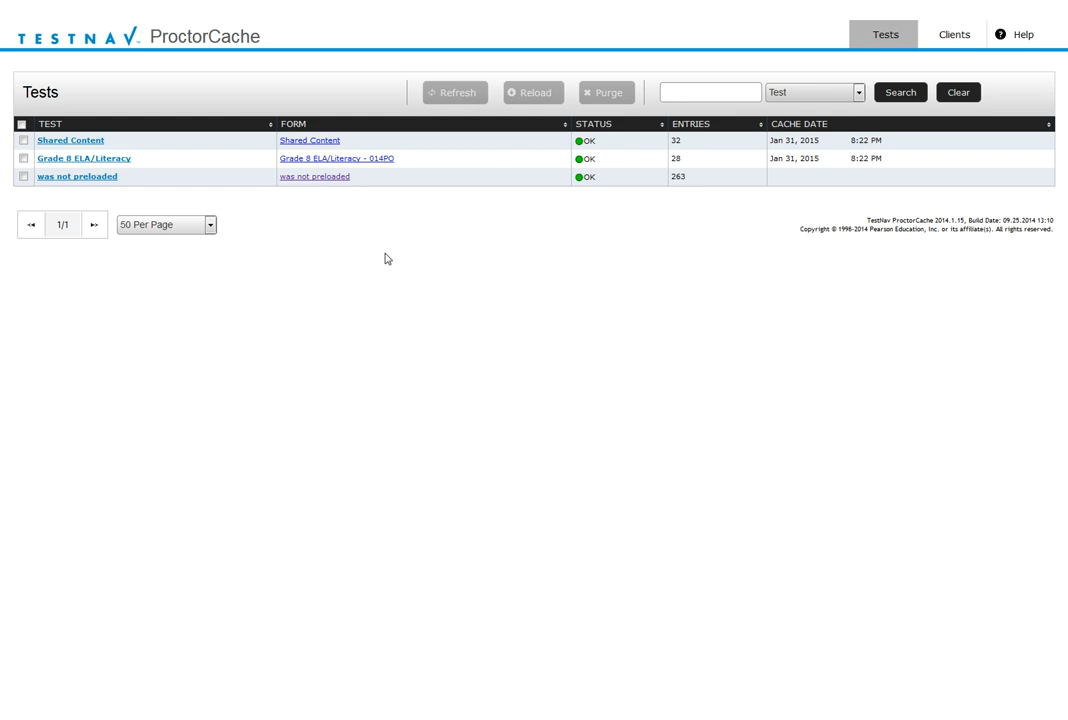 TESTNAV™ ProctorCache Tests Clients ? Help
Tests Refresh Reload Purge Test Search Clear
TEST FORM STATUS ENTRIES CACHE DATE
Shared Content Shared Content OK 32 Jan 31, 2015 8:22 PM
Grade 8 ELA/Literacy Grade 8 ELA/Literacy - 014PO OK 28 Jan 31, 2015 8:22 PM
was not preloaded was not preloaded OK 263
1/1 50 Per Page
TestNav ProctorCache 2014.1.15, Build Date: 09.25.2014 13:10
Copyright © 1998-2014 Pearson Education, Inc. or its affiliate(s). All rights reserved.